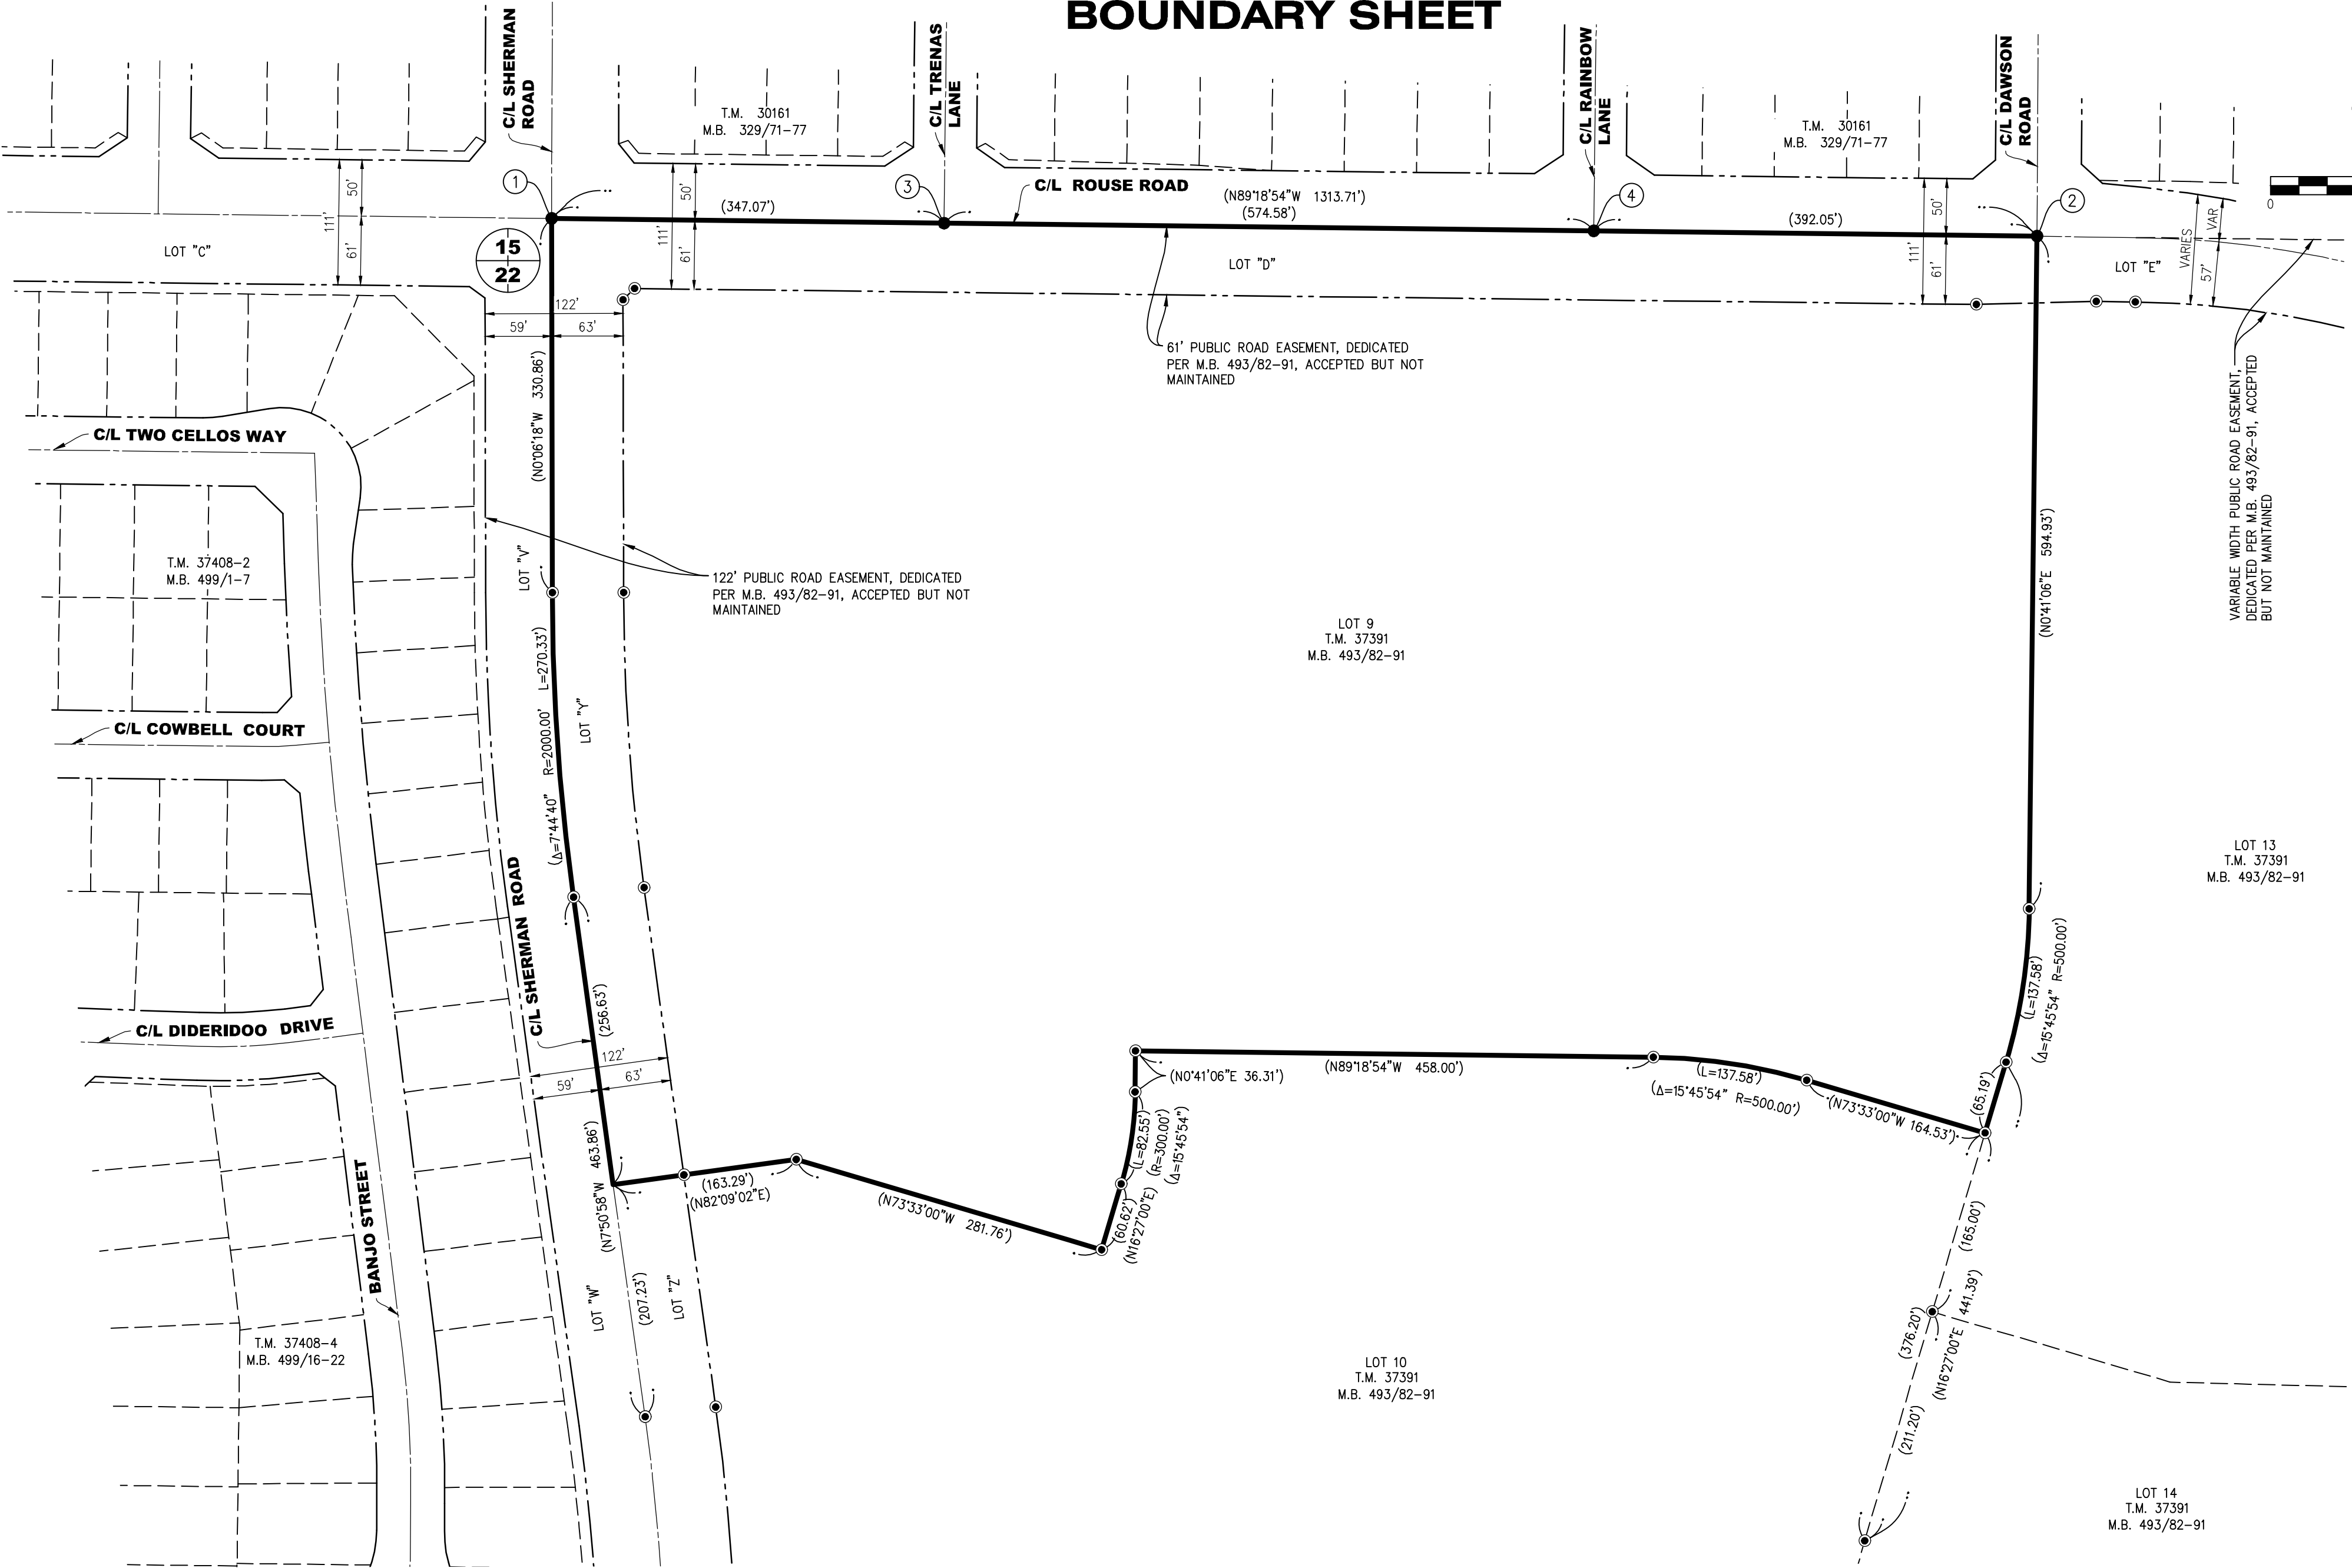 BOUNDARY SHEET
C/L SHERMAN
ROAD
C/L TRENAS
LANE
C/L RAINBOW
LANE
C/L DAWSON
ROAD
T.M. 30161
M.B. 329/71-77
T.M. 30161
M.B. 329/71-77
50'
111'
61'
1
3
4
2
50'
111'
61'
C/L ROUSE ROAD
(N89°18'54"W 1313.71')
(347.07')
(574.58')
(392.05')
50'
111'
61'
VARIES
VAR
57'
0
LOT "C"
15
22
LOT "D"
LOT "E"
122'
59'
63'
61' PUBLIC ROAD EASEMENT, DEDICATED
PER M.B. 493/82-91, ACCEPTED BUT NOT
MAINTAINED
VARIABLE WIDTH PUBLIC ROAD EASEMENT,
DEDICATED PER M.B. 493/82-91, ACCEPTED
BUT NOT MAINTAINED
(N0°06'18"W 330.86')
C/L TWO CELLOS WAY
T.M. 37408-2
M.B. 499/1-7
LOT "V"
122' PUBLIC ROAD EASEMENT, DEDICATED
PER M.B. 493/82-91, ACCEPTED BUT NOT
MAINTAINED
(N0°41'06"E 594.93')
LOT 9
T.M. 37391
M.B. 493/82-91
(Δ=7°44'40" R=2000.00' L=270.33')
LOT "Y"
C/L COWBELL COURT
LOT 13
T.M. 37391
M.B. 493/82-91
C/L SHERMAN ROAD
(256.63')
C/L DIDERIDOO DRIVE
122'
59'
63'
(L=137.58')
(Δ=15°45'54" R=500.00')
(N89°18'54"W 458.00')
(N0°41'06"E 36.31')
(L=137.58')
(Δ=15°45'54" R=500.00')
(N73°33'00"W 164.53')
(65.19')
(L=82.55')
(R=300.00')
(Δ=15°45'54")
(N7°50'58"W 463.86')
(163.29')
(N82°09'02"E)
(N73°33'00"W 281.76')
(60.62')
(N16°27'00"E)
BANJO STREET
LOT "W"
(207.23')
LOT "Z"
(165.00')
(376.20')
(N16°27'00"E 441.39')
(211.20')
T.M. 37408-4
M.B. 499/16-22
LOT 10
T.M. 37391
M.B. 493/82-91
LOT 14
T.M. 37391
M.B. 493/82-91